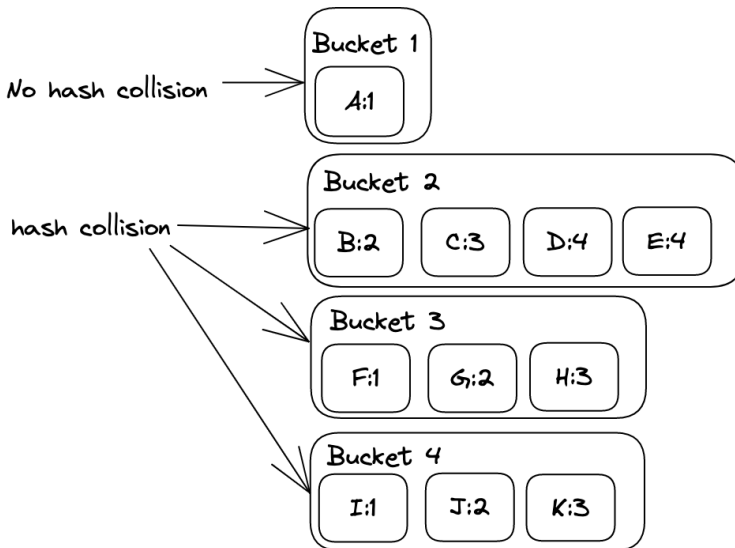 Bucket 1
No hash collision
A:1
Bucket 2
hash collision
B:2 C:3 D:4 E:4
Bucket 3
F:1 G:2 H:3
Bucket 4
I:1 J:2 K:3